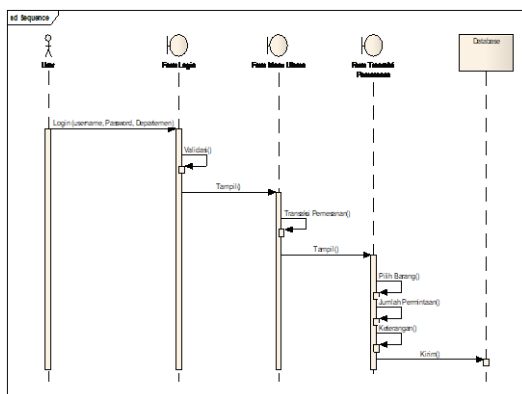 sd Sequence
User
Form Login
Form Menu Utama
Form Transaksi
Pemesanan
Database
Login (username, Password, Departemen)
Validasi()
Tampil()
Transaksi Pemesanan()
Tampil()
Pilih Barang()
Jumlah Permintaan()
Keterangan()
Kirim()